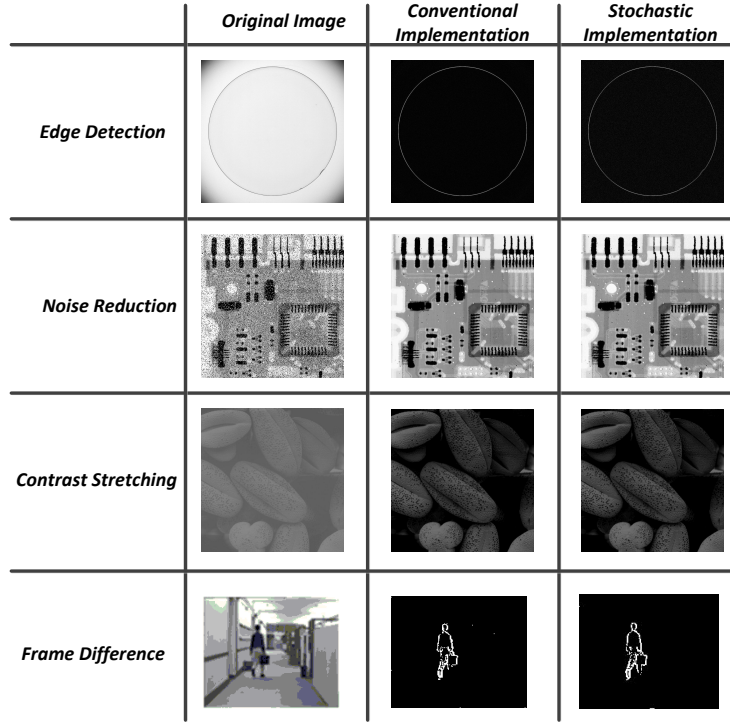 Original Image
Conventional
Implementation
Stochastic
Implementation
Edge Detection
Noise Reduction
Contrast Stretching
Frame Difference